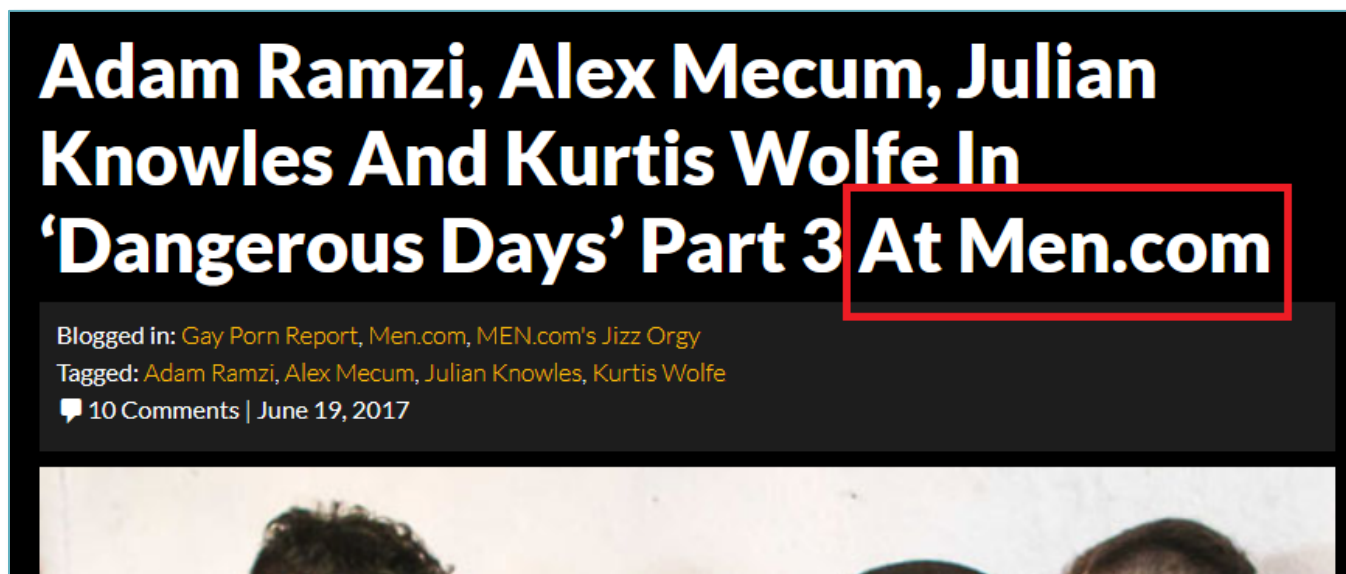 Adam Ramzi, Alex Mecum, Julian
Knowles And Kurtis Wolfe In
‘Dangerous Days’ Part 3 At Men.com
Blogged in: Gay Porn Report, Men.com, MEN.com's Jizz Orgy
Tagged: Adam Ramzi, Alex Mecum, Julian Knowles, Kurtis Wolfe
10 Comments | June 19, 2017